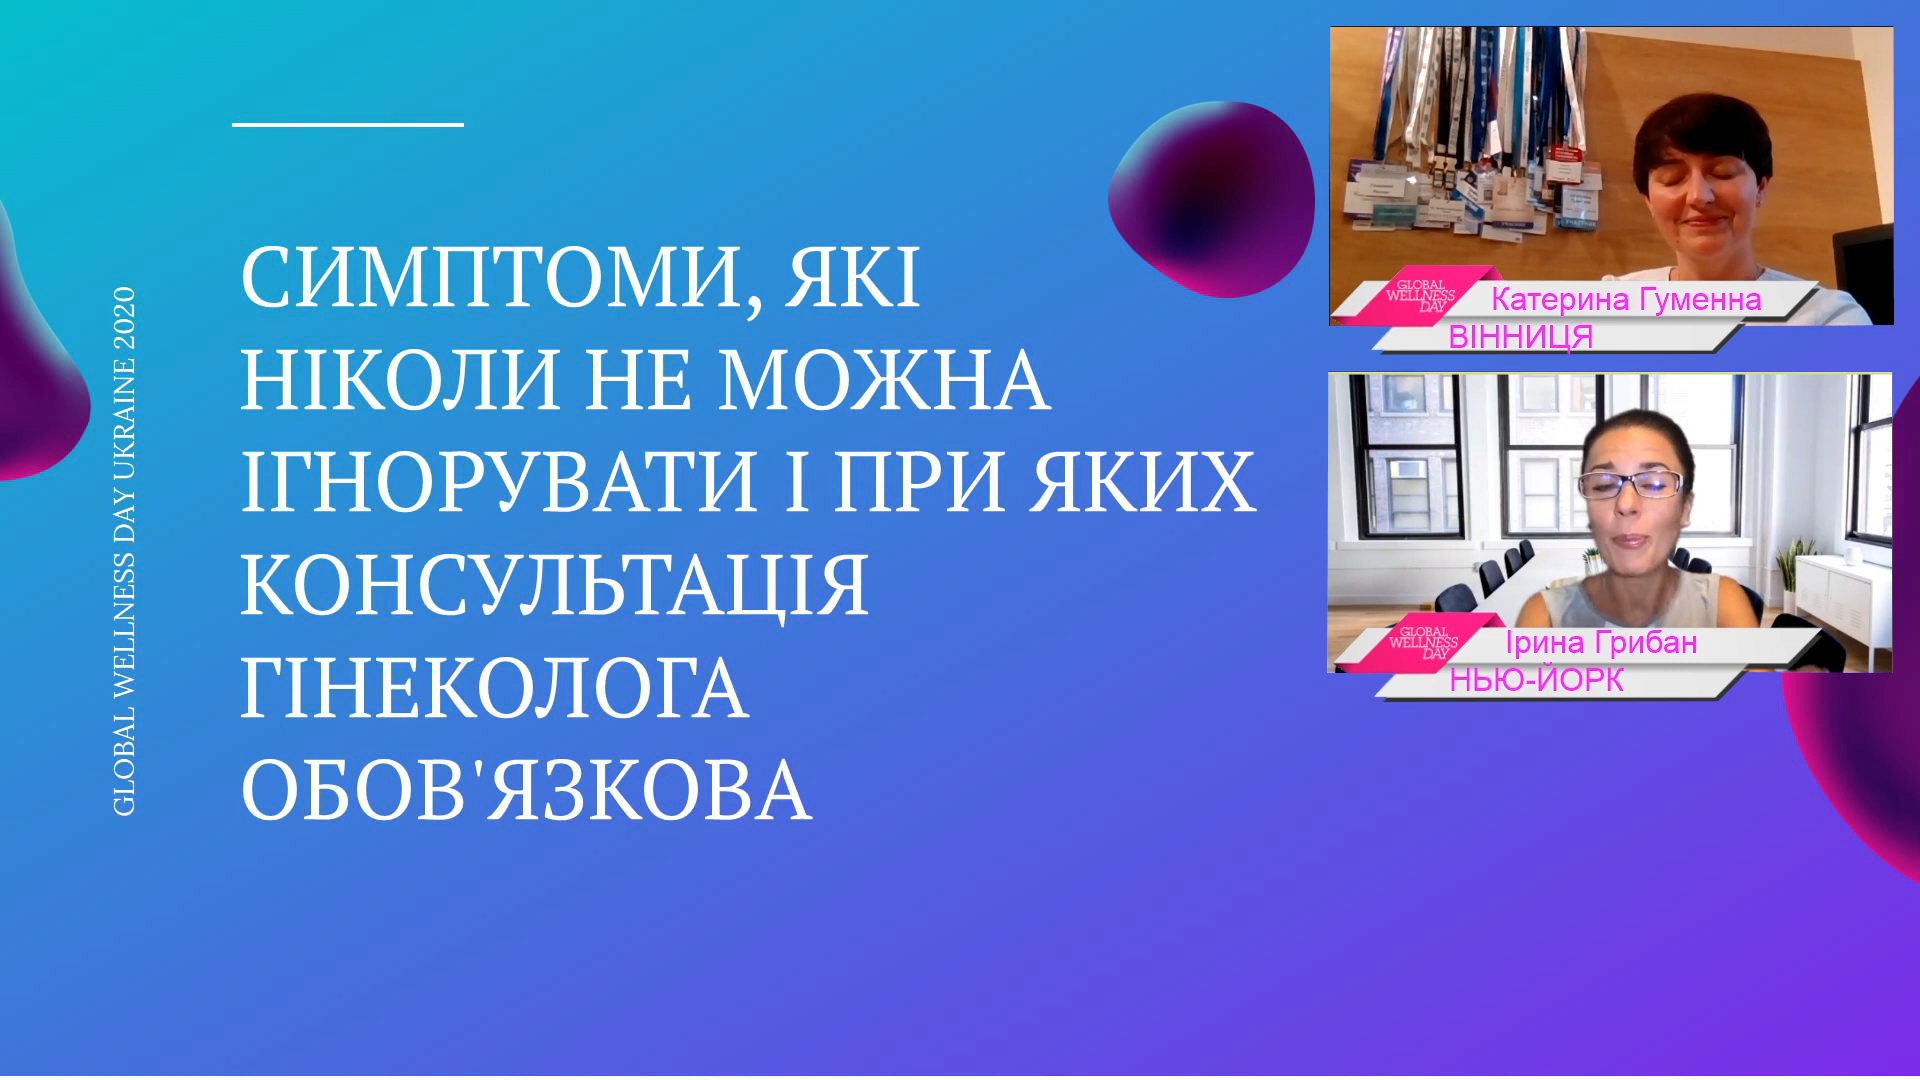 GLOBAL WELLNESS DAY UKRAINE 2020
СИМПТОМИ, ЯКІ
НІКОЛИ НЕ МОЖНА
ІГНОРУВАТИ І ПРИ ЯКИХ
КОНСУЛЬТАЦІЯ
ГІНЕКОЛОГА
ОБОВ'ЯЗКОВА
GLOBAL
WELLNESS
DAY
Катерина Гуменна
ВІННИЦЯ
GLOBAL
WELLNESS
DAY
Ірина Грибан
НЬЮ-ЙОРК